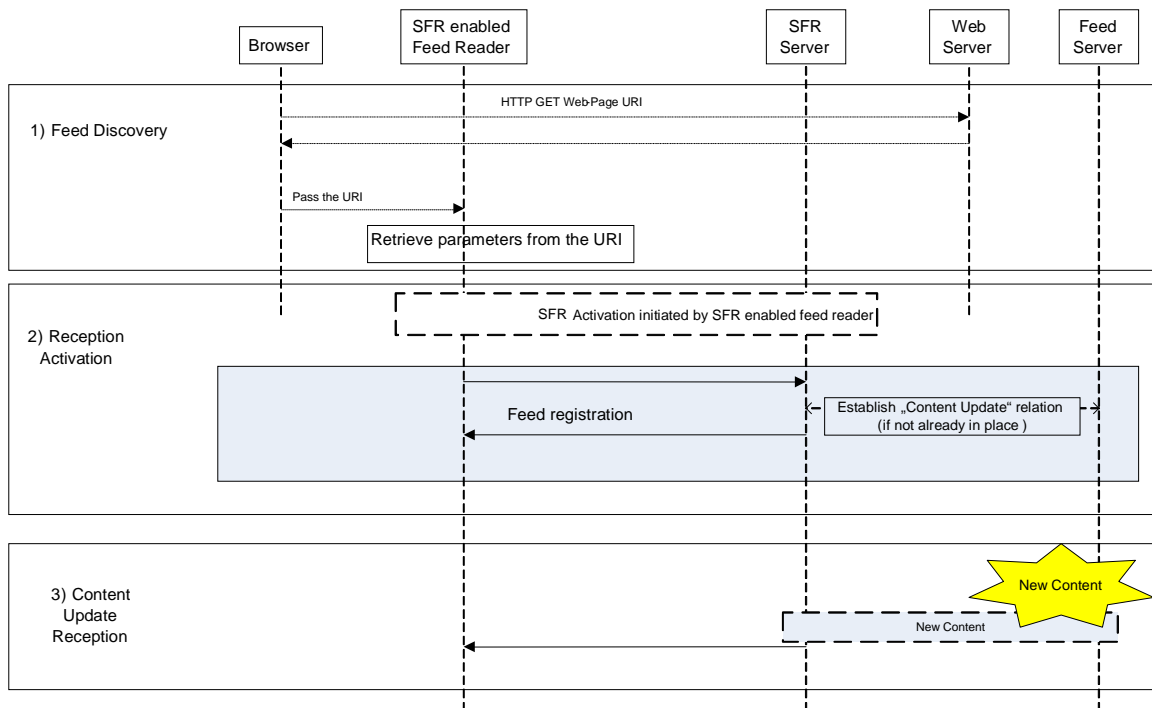 Browser
SFR enabled
Feed Reader
SFR
Server
Web
Server
Feed
Server
1) Feed Discovery
HTTP GET Web-Page URI
Pass the URI
Retrieve parameters from the URI
2) Reception
Activation
SFR Activation initiated by SFR enabled feed reader
Feed registration
Establish „Content Update“ relation
(if not already in place )
3) Content
Update
Reception
New Content
New Content